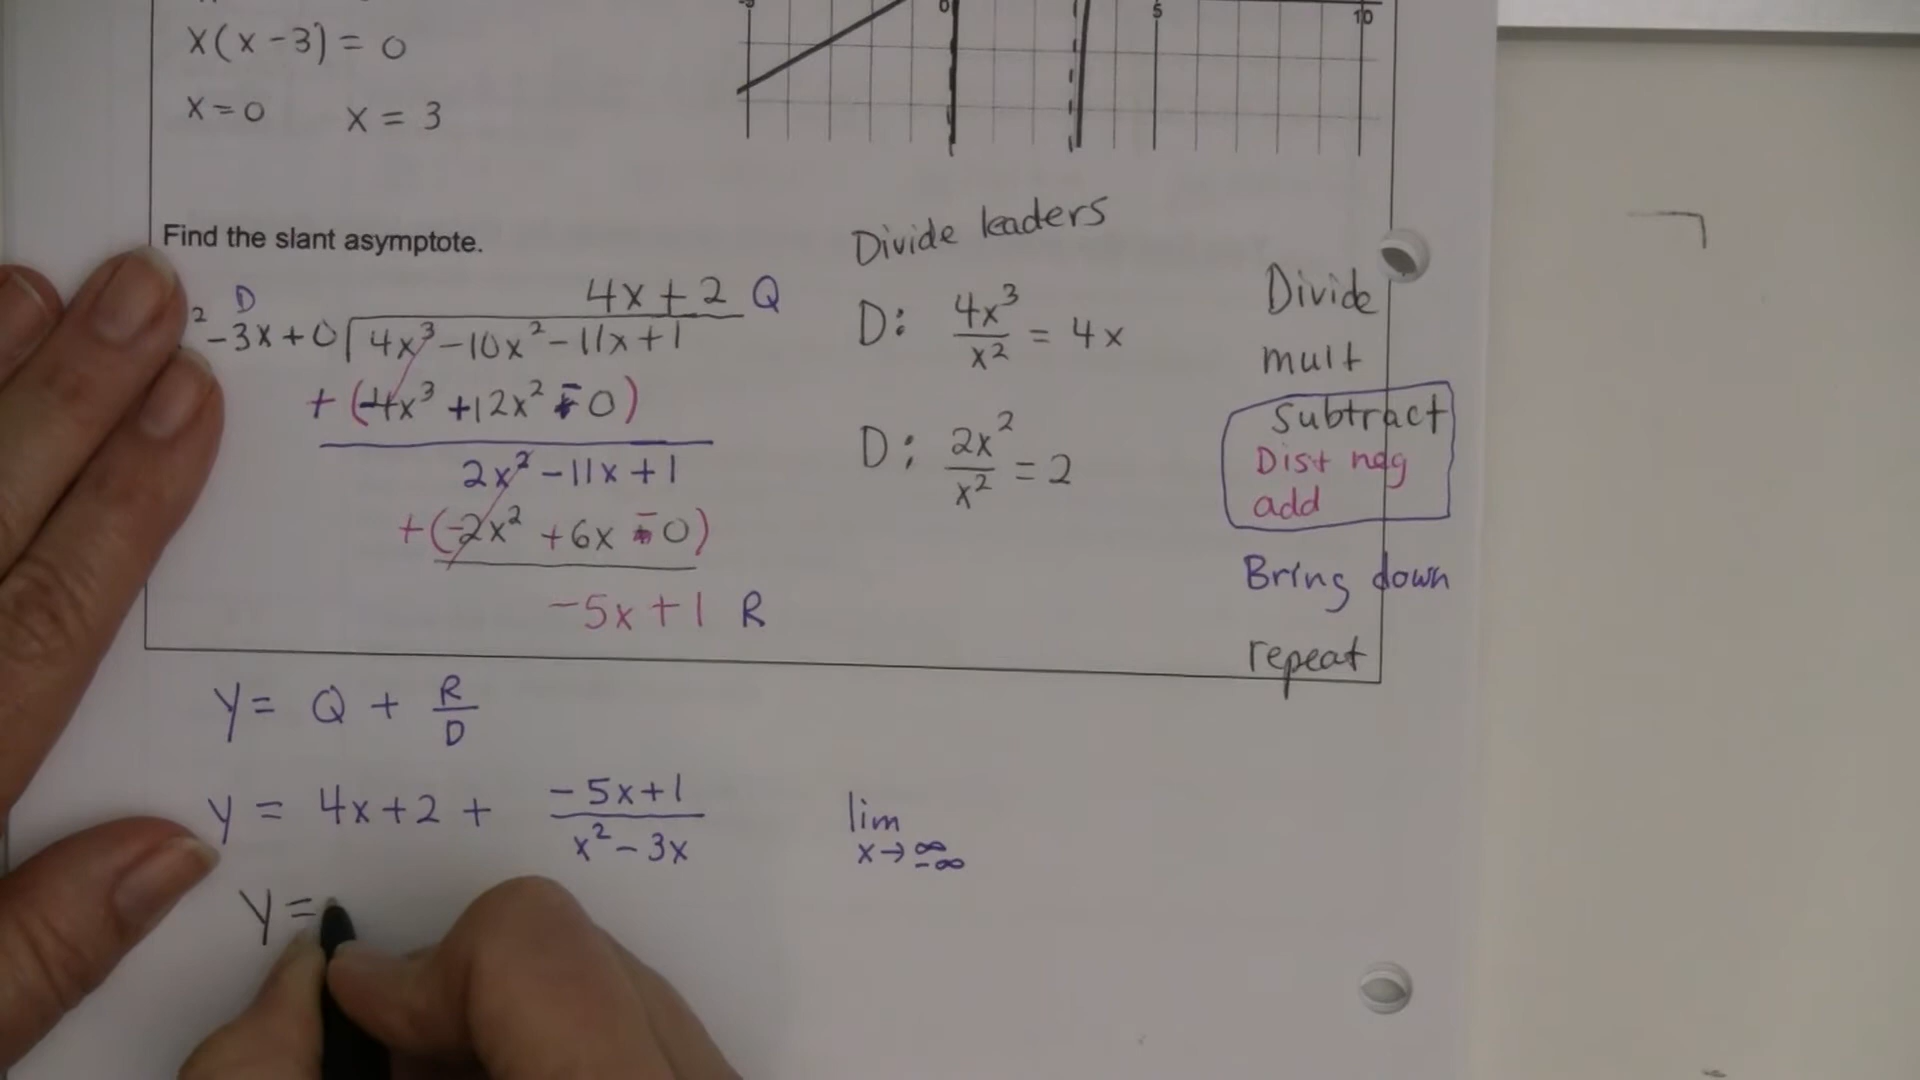 x(x-3) = 0
x=0 x = 3
0 5 10
Find the slant asymptote.
Divide leaders
D 4x + 2 Q
² - 3x + 0 ) 4x³ - 10x² - 11x + 1
+ (-4x³ + 12x² - 0)
2x² - 11x + 1
+ (-2x² + 6x - 0)
-5x + 1 R
D: 4x³/x² = 4x
D: 2x²/x² = 2
Divide
mult
Subtract
Dist neg
add
Bring down
repeat
y = Q + R/D
y = 4x+2 + (-5x+1)/(x² - 3x)
lim
x→∞
-∞
y =